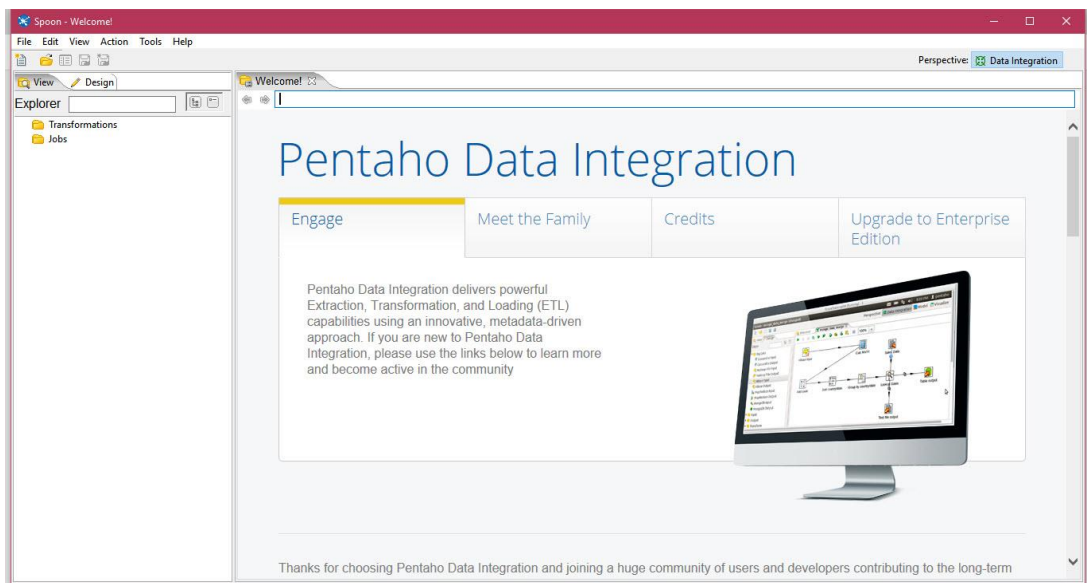 Spoon - Welcome!
File Edit View Action Tools Help
Perspective: Data Integration
View Design
Welcome!
Explorer
Transformations
Jobs
Pentaho Data Integration
Engage
Meet the Family
Credits
Upgrade to Enterprise
Edition
Pentaho Data Integration delivers powerful
Extraction, Transformation, and Loading (ETL)
capabilities using an innovative, metadata-driven
approach. If you are new to
Pentaho Data
Integration, please use the links below to learn more
and become active in the community
Thanks for choosing Pentaho Data Integration and joining a huge community of users and developers contributing to the long-term